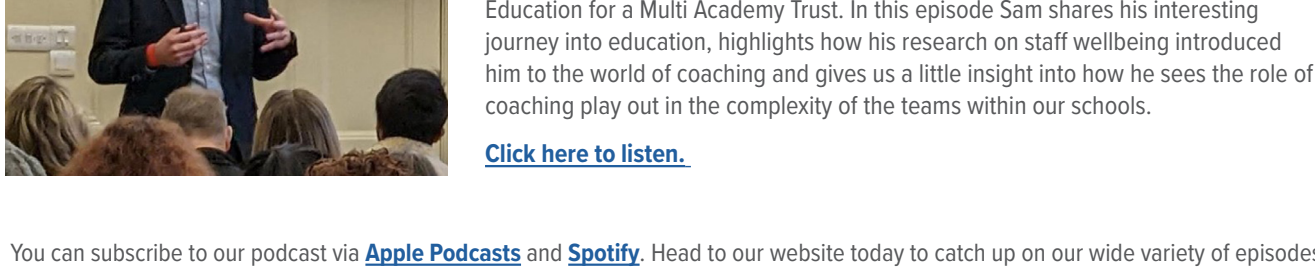 Education for a Multi Academy Trust. In this episode Sam shares his interesting
journey into education, highlights how his research on staff wellbeing introduced
him to the world of coaching and gives us a little insight into how he sees the role of
coaching play out in the complexity of the teams within our schools.
Click here to listen.
You can subscribe to our podcast via Apple Podcasts and Spotify. Head to our website today to catch up on our wide variety of episodes